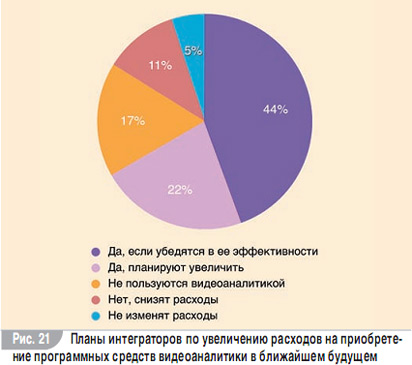 5%
11%
44%
17%
22%
Да, если убедятся в ее эффективности
Да, планируют увеличить
Не пользуются видеоаналитикой
Нет, снизят расходы
Не изменят расходы
Рис. 21 Планы интеграторов по увеличению расходов на приобрете-
ние программных средств видеоаналитики в ближайшем будущем